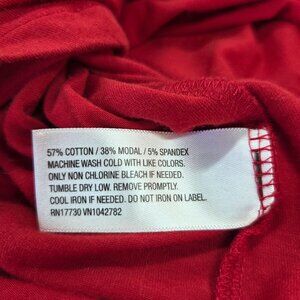 57% COTTON / 38% MODAL / 5% SPANDEX
MACHINE WASH COLD WITH LIKE COLORS.
ONLY NON CHLORINE BLEACH IF NEEDED.
TUMBLE DRY LOW. REMOVE PROMPTLY.
COOL IRON IF NEEDED. DO NOT IRON ON LABEL.
RN17730 VN1042782